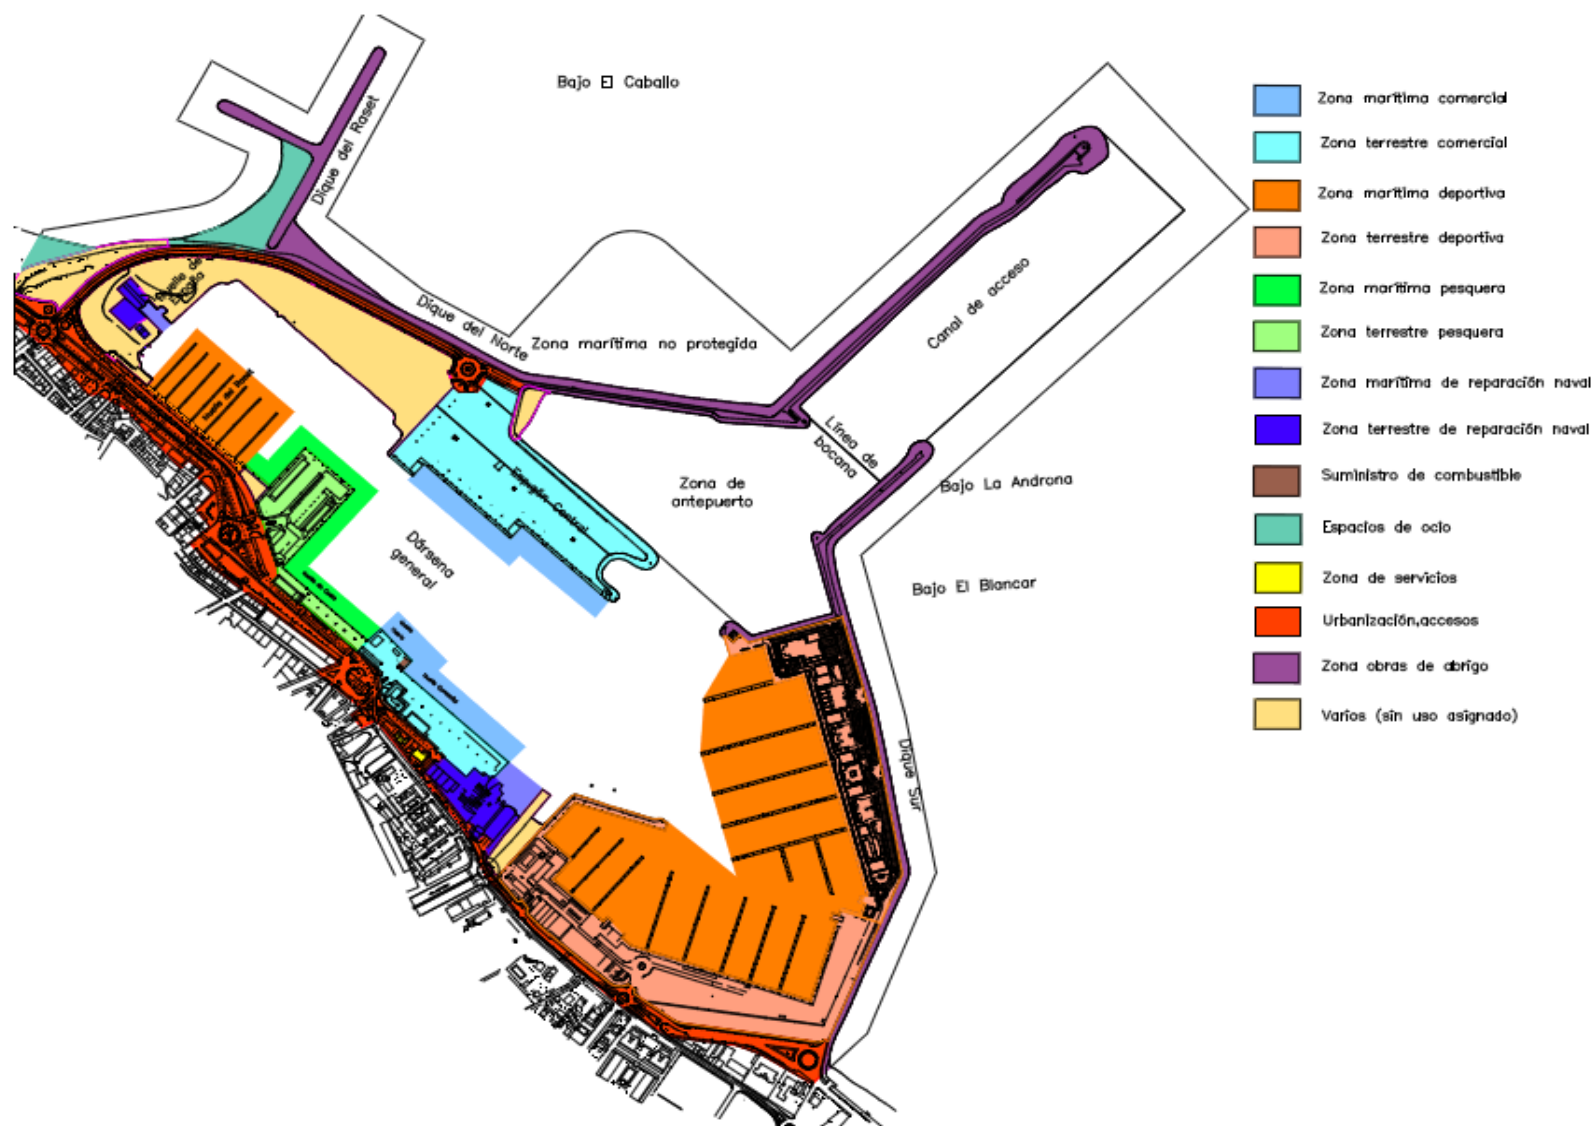 Bajo El Caballo
Dique del Raset
Dique del Norte
Zona marítima no protegida
Canal de acceso
Línea de
bocana
Zona de
antepuerto
Bajo La Androna
Bajo El Blancar
Dársena
general
Dique Sur
Zona marítima comercial
Zona terrestre comercial
Zona marítima deportiva
Zona terrestre deportiva
Zona marítima pesquera
Zona terrestre pesquera
Zona marítima de reparación naval
Zona terrestre de reparación naval
Suministro de combustible
Espacios de ocio
Zona de servicios
Urbanización,accesos
Zona obras de abrigo
Varios (sin uso asignado)